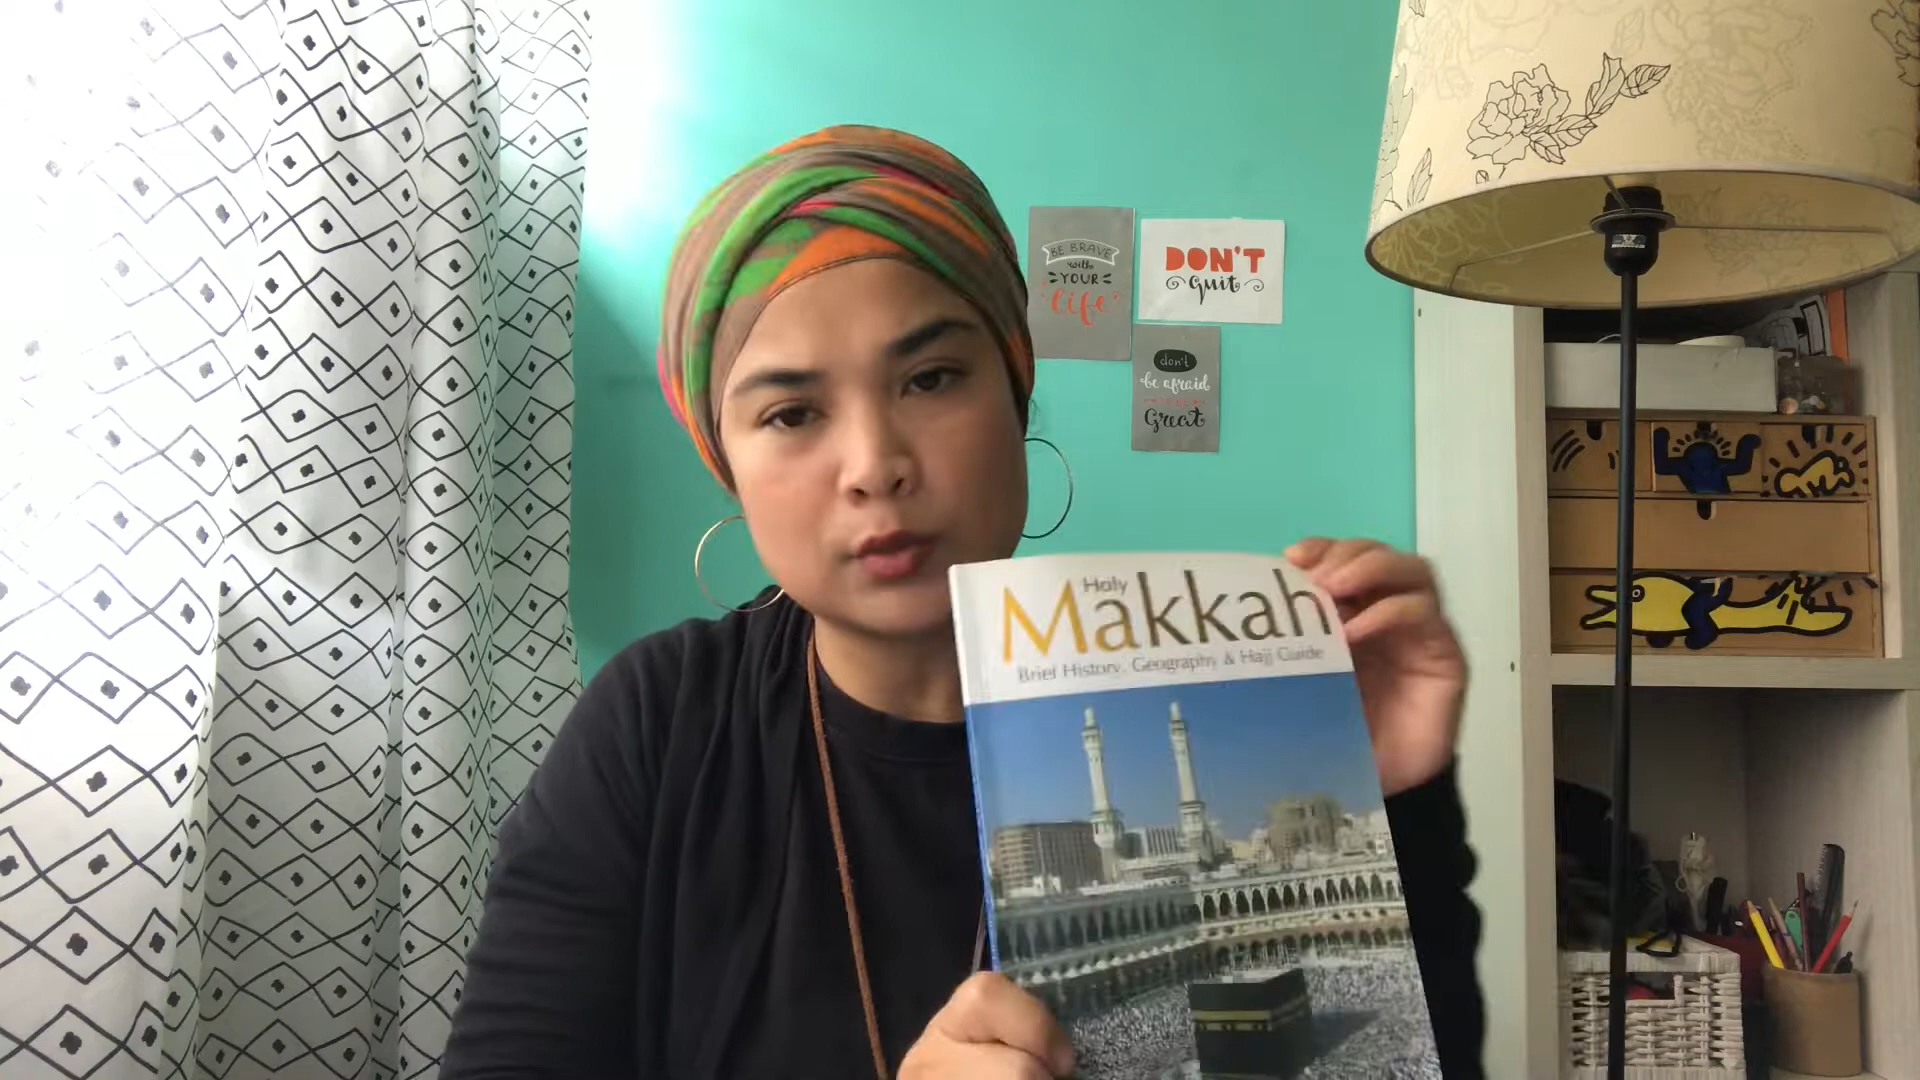 BE BRAVE
with
YOUR
life
DON'T
quit
don't
be afraid
Great
Holy
Makkah
Brief History, Geography & Hajj Guide